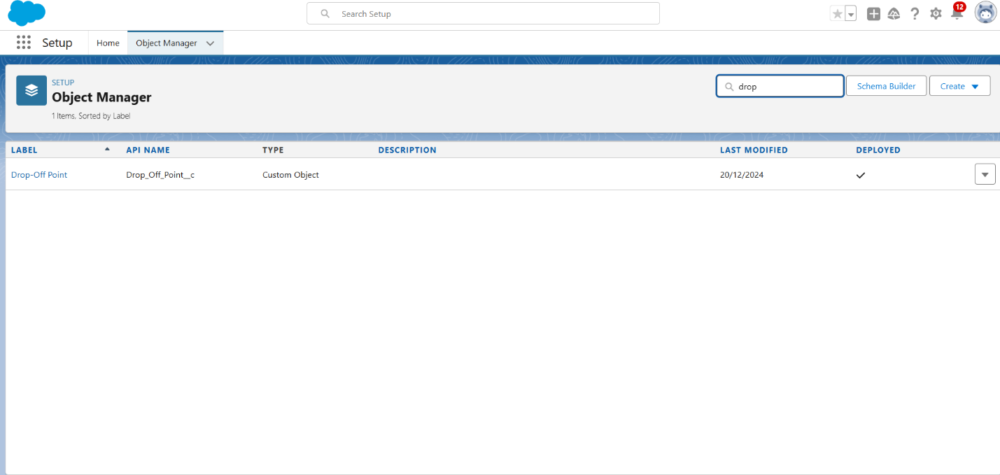 Search Setup
12
Setup
Home
Object Manager
SETUP
Object Manager
1 Items, Sorted by Label
drop
Schema Builder
Create
LABEL API NAME TYPE DESCRIPTION LAST MODIFIED DEPLOYED
Drop-Off Point Drop_Off_Point__c Custom Object 20/12/2024